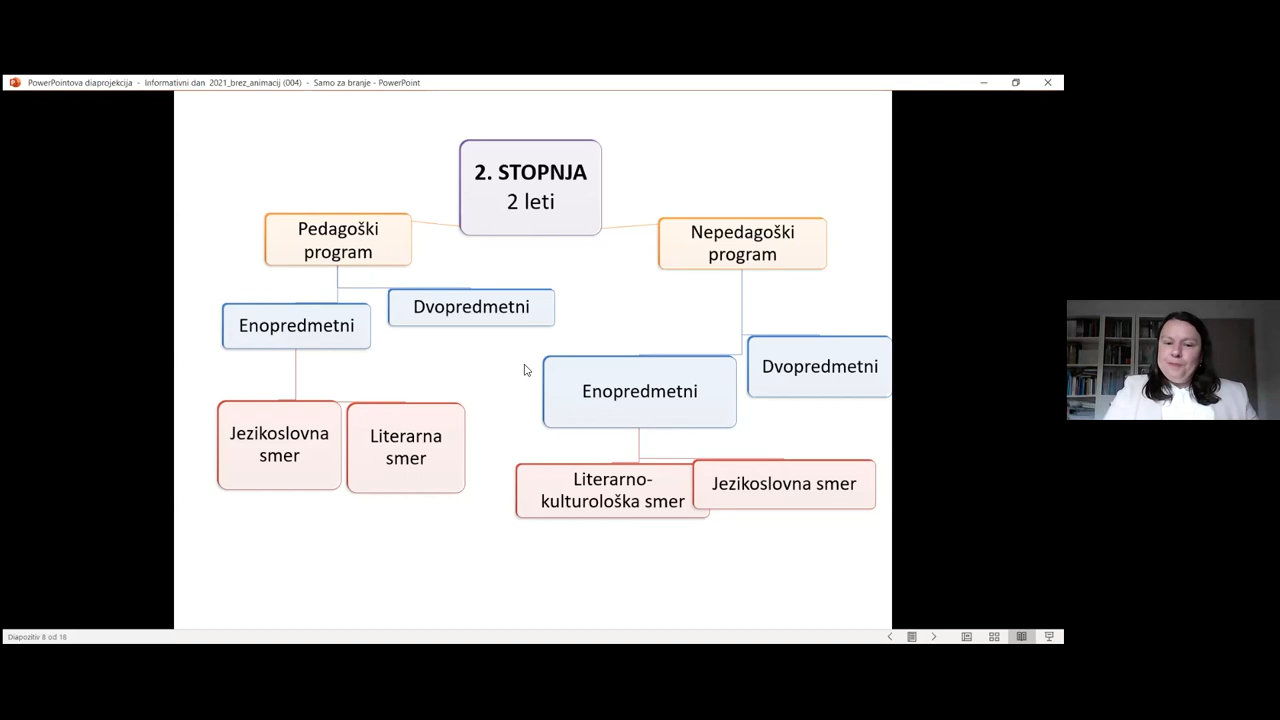 PowerPointova diaprojekcija - Informativni dan 2021_brez_animacij (004) - Samo za branje - PowerPoint
2. STOPNJA
2 leti
Pedagoški
program
Nepedagoški
program
Enopredmetni
Dvopredmetni
Enopredmetni
Dvopredmetni
Jezikoslovna
smer
Literarna
smer
Literarno-
kulturološka smer
Jezikoslovna smer
Diapozitiv 8 od 18